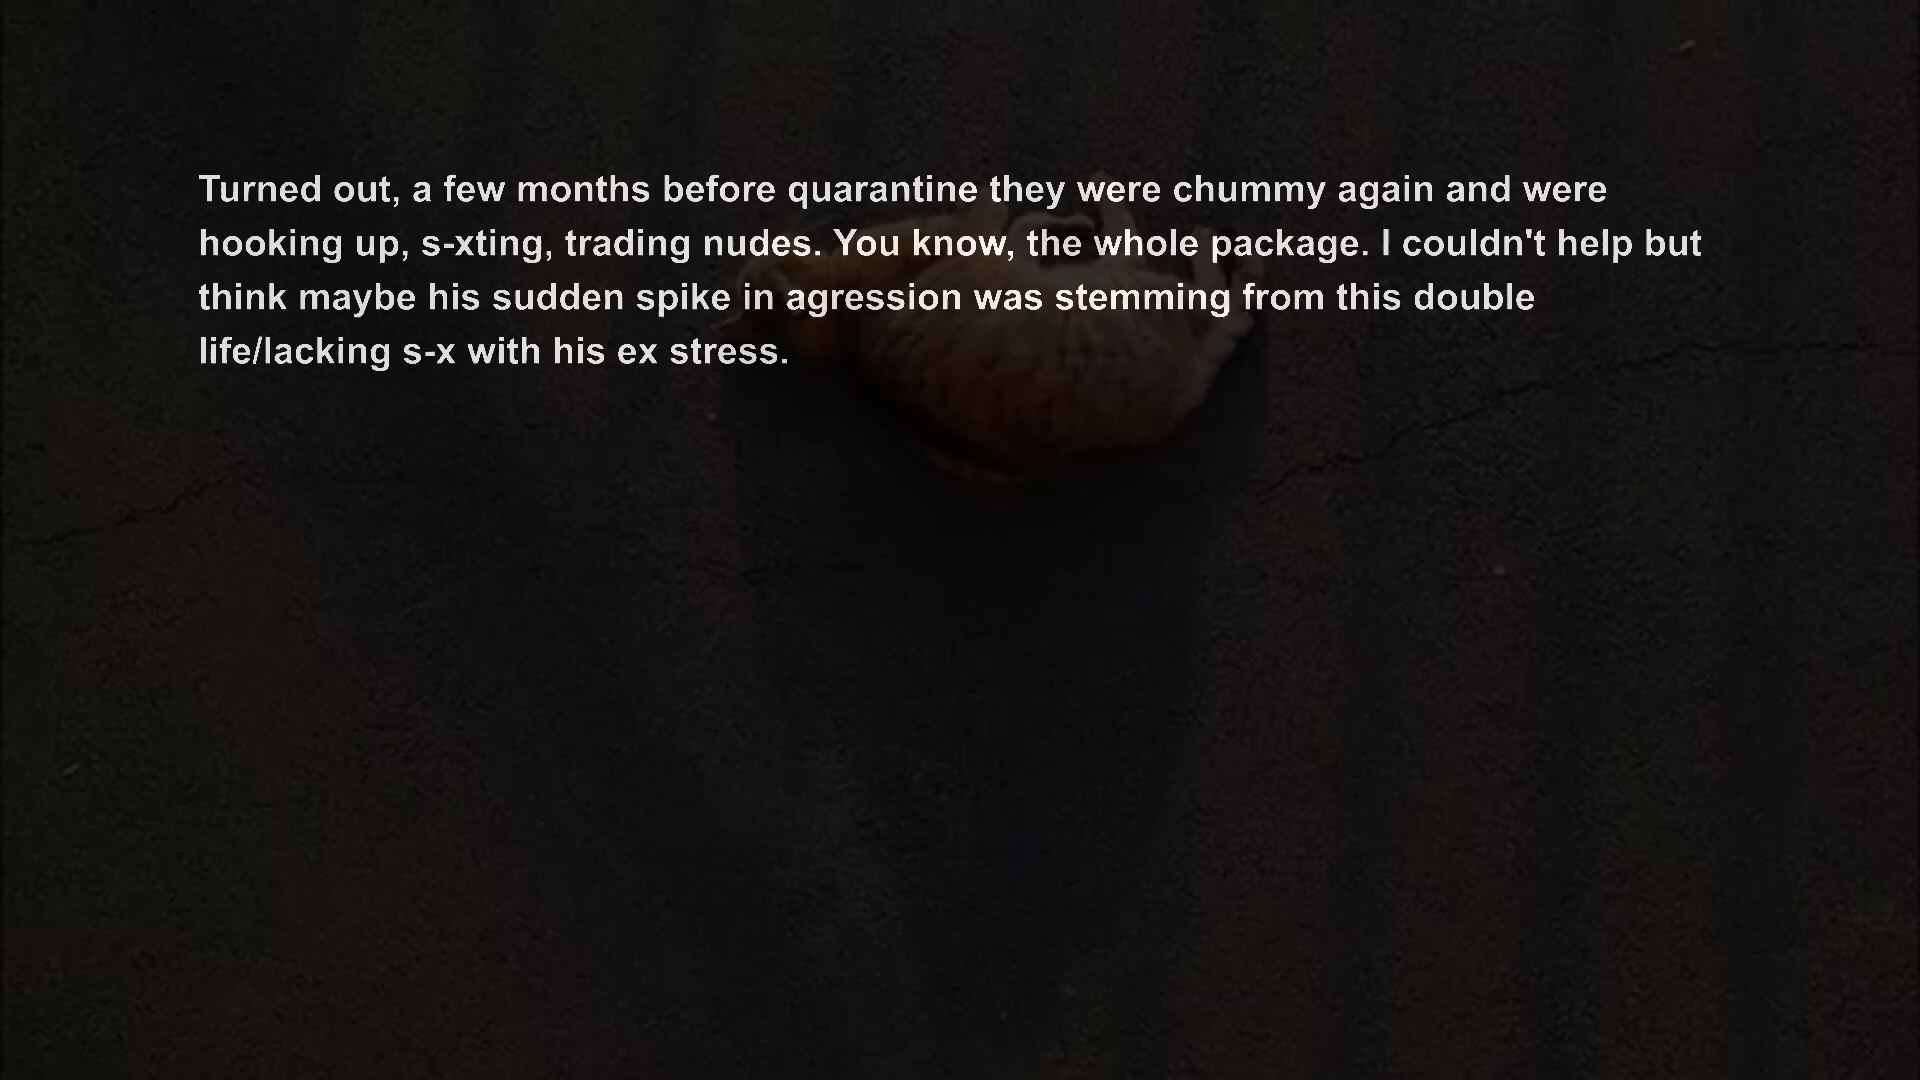 Turned out, a few months before quarantine they were chummy again and were
hooking up, s-xting, trading nudes. You know, the whole package. I couldn't help but
think maybe his sudden spike in agression was stemming from this double
life/lacking s-x with his ex stress.